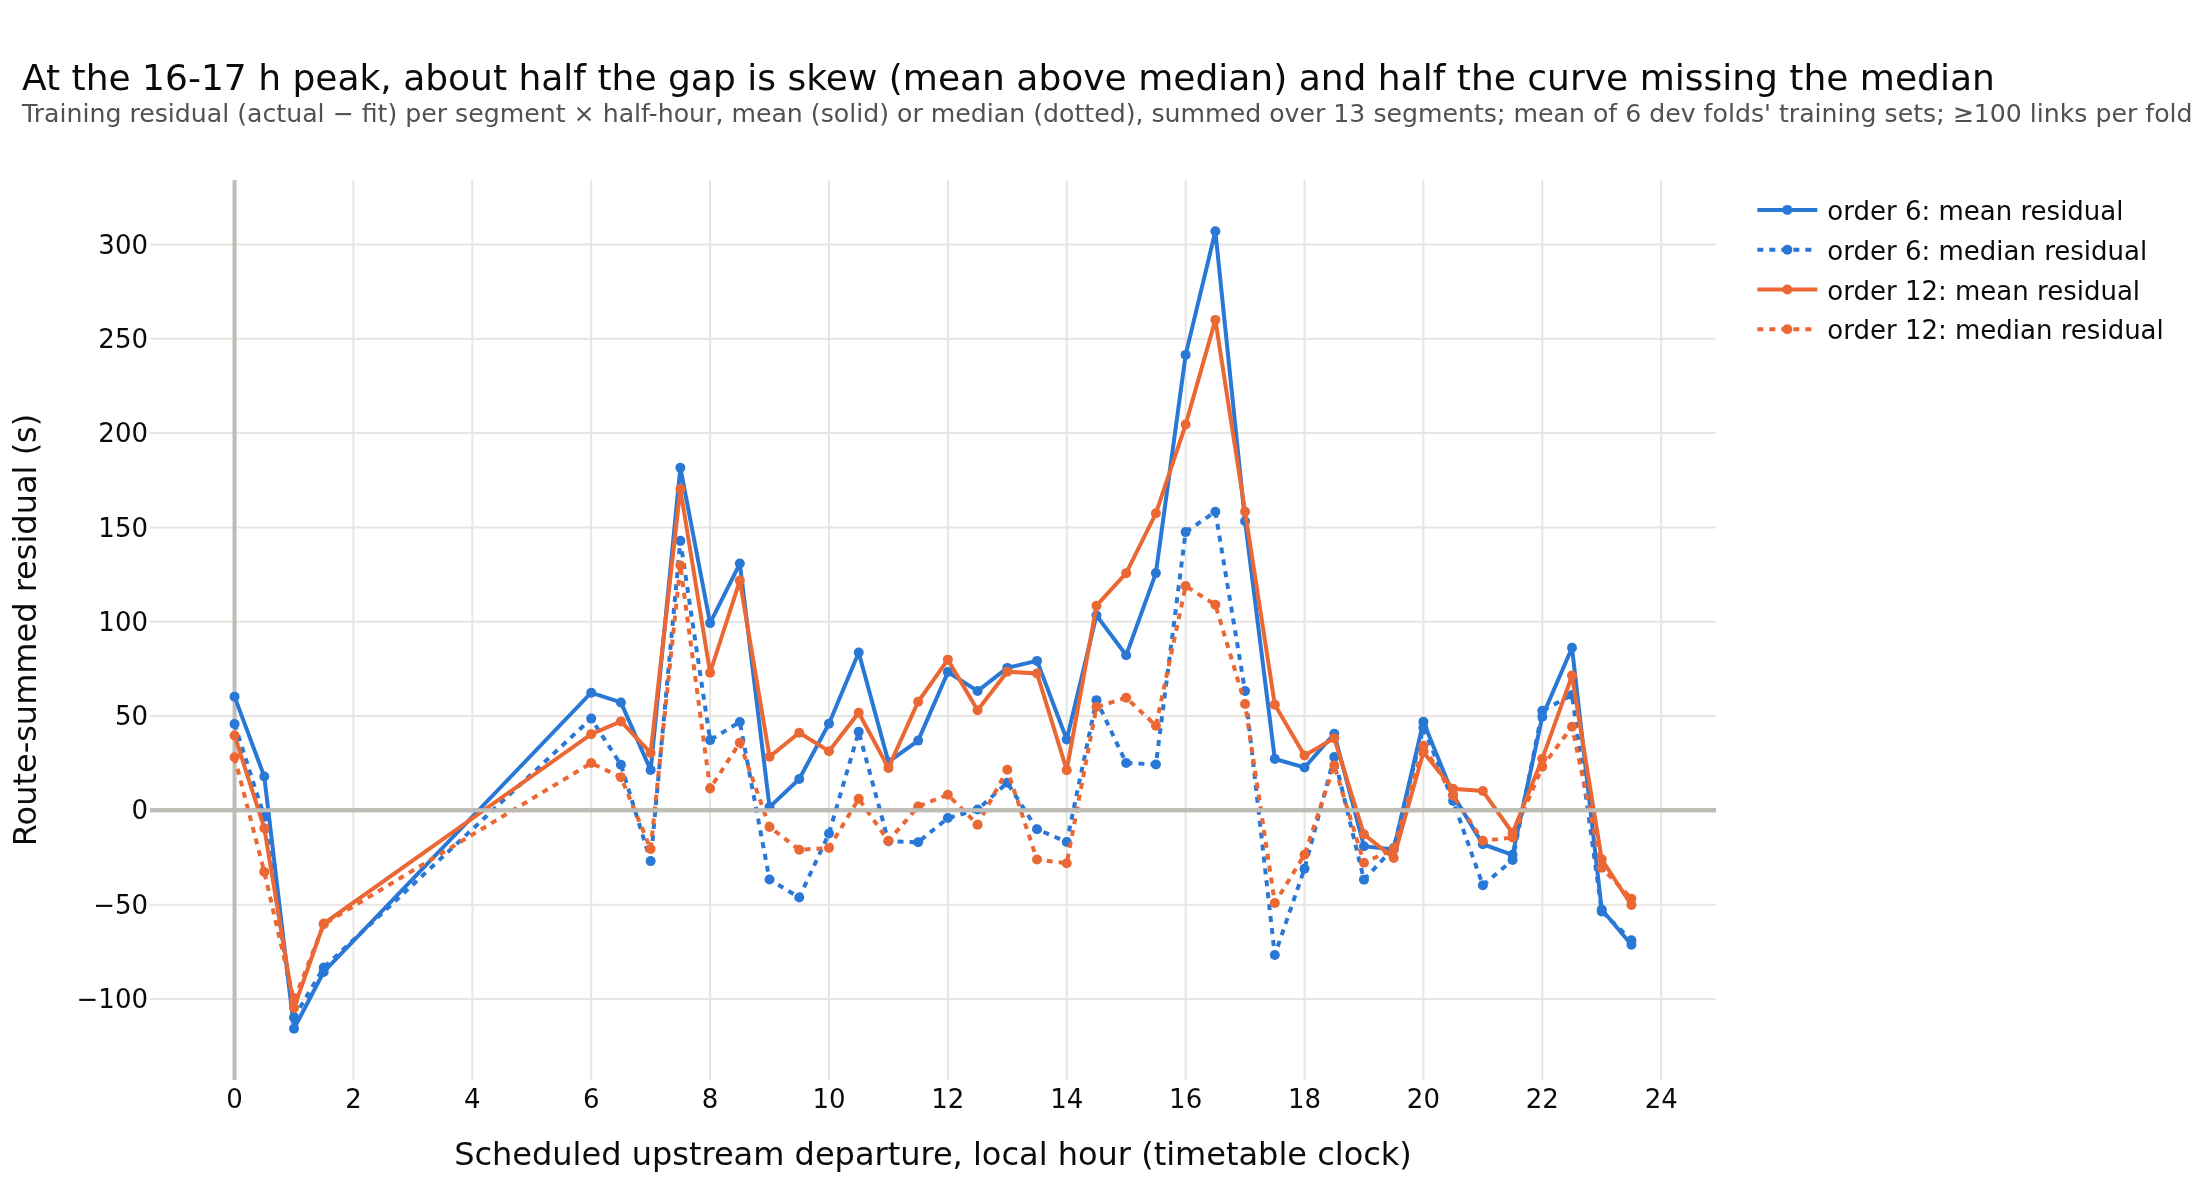 At the 16-17 h peak, about half the gap is skew (mean above median) and half the curve missing the median
Training residual (actual − fit) per segment × half-hour, mean (solid) or median (dotted), summed over 13 segments; mean of 6 dev folds' training sets; ≥100 links per fold
order 6: mean residual
order 6: median residual
order 12: mean residual
order 12: median residual
Route-summed residual (s)
300
250
200
150
100
50
0
−50
−100
0 2 4 6 8 10 12 14 16 18 20 22 24
Scheduled upstream departure, local hour (timetable clock)